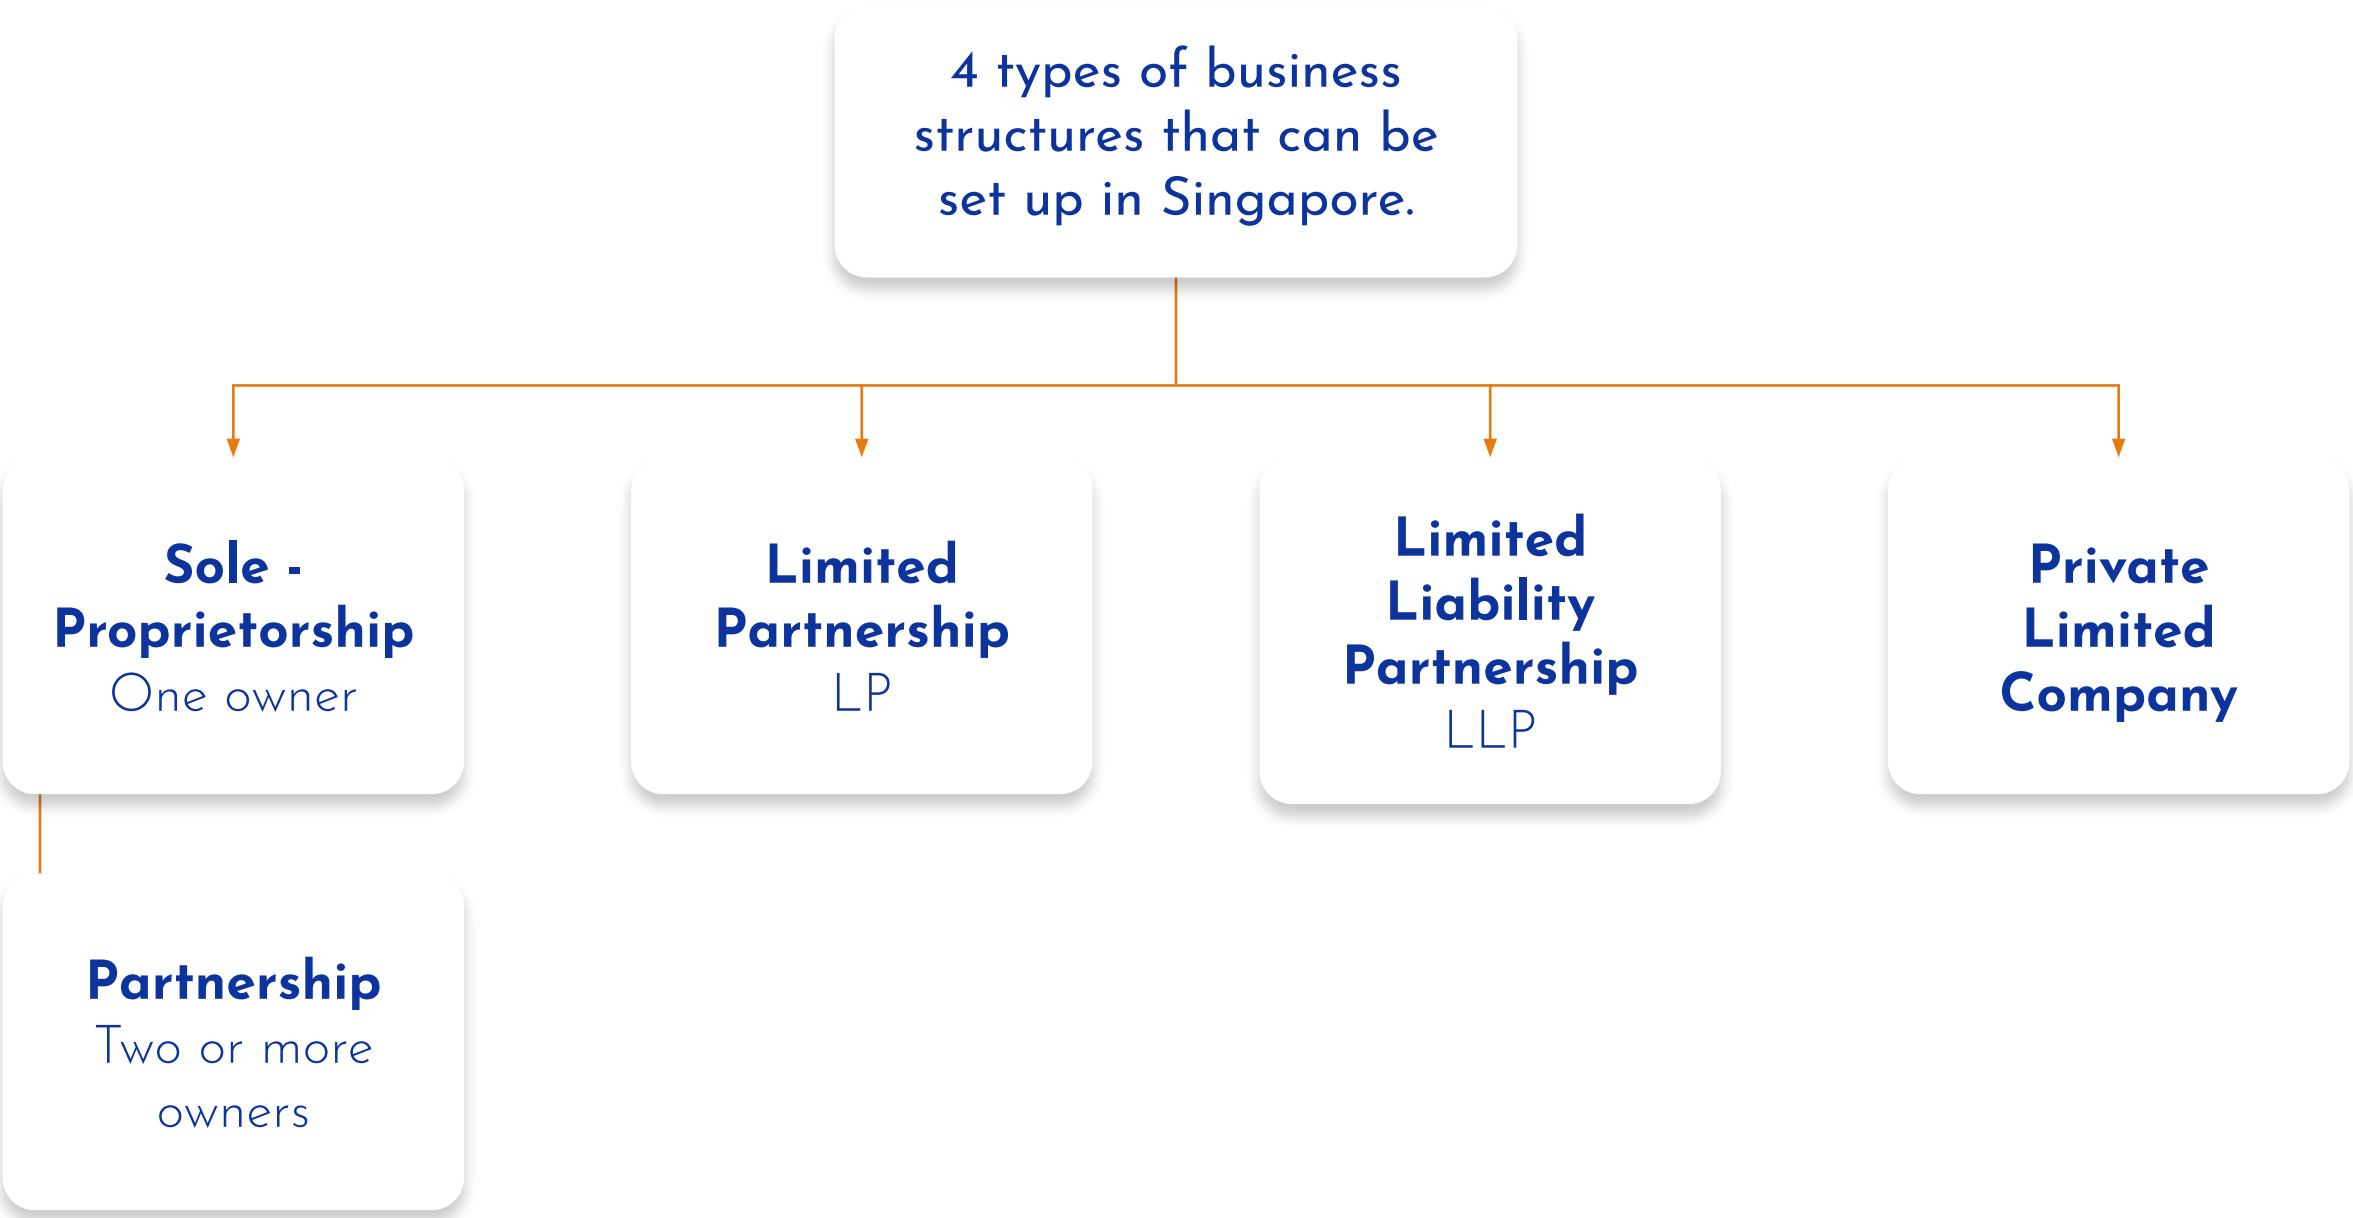 4 types of business
structures that can be
set up in Singapore.
Sole -
Proprietorship
One owner
Limited
Partnership
LP
Limited
Liability
Partnership
LLP
Private
Limited
Company
Partnership
Two or more
owners